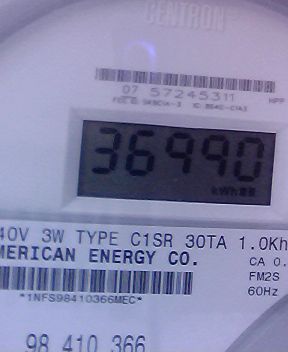 CENTRON
07 57245311
36990
kWh
40V 3W TYPE C1SR 30TA 1.0Kh
MERICAN ENERGY CO. CA 0.
FM2S
*1NFS98410366MEC* 60Hz
98 410 366